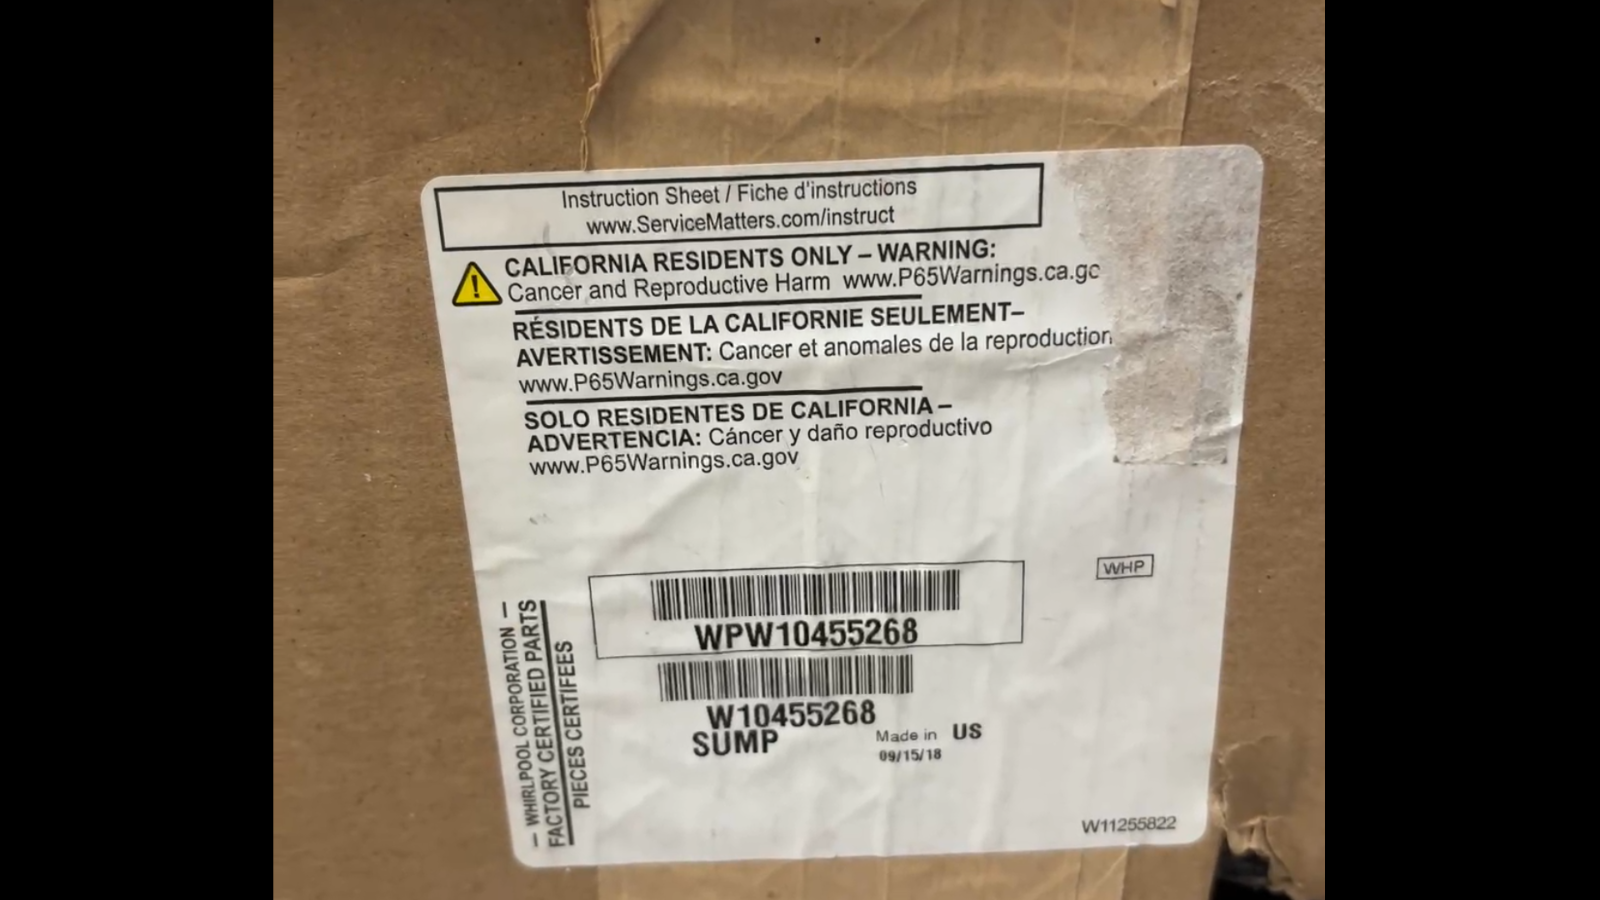 Instruction Sheet / Fiche d'instructions
www.ServiceMatters.com/instruct
CALIFORNIA RESIDENTS ONLY – WARNING:
Cancer and Reproductive Harm www.P65Warnings.ca.gc
RÉSIDENTS DE LA CALIFORNIE SEULEMENT–
AVERTISSEMENT: Cancer et anomales de la reproduction
www.P65Warnings.ca.gov
SOLO RESIDENTES DE CALIFORNIA –
ADVERTENCIA: Cáncer y daño reproductivo
www.P65Warnings.ca.gov
WHP
WPW10455268
W10455268
SUMP
Made in US
09/15/18
– WHIRLPOOL CORPORATION –
FACTORY CERTIFIED PARTS
PIECES CERTIFEES
W11255822